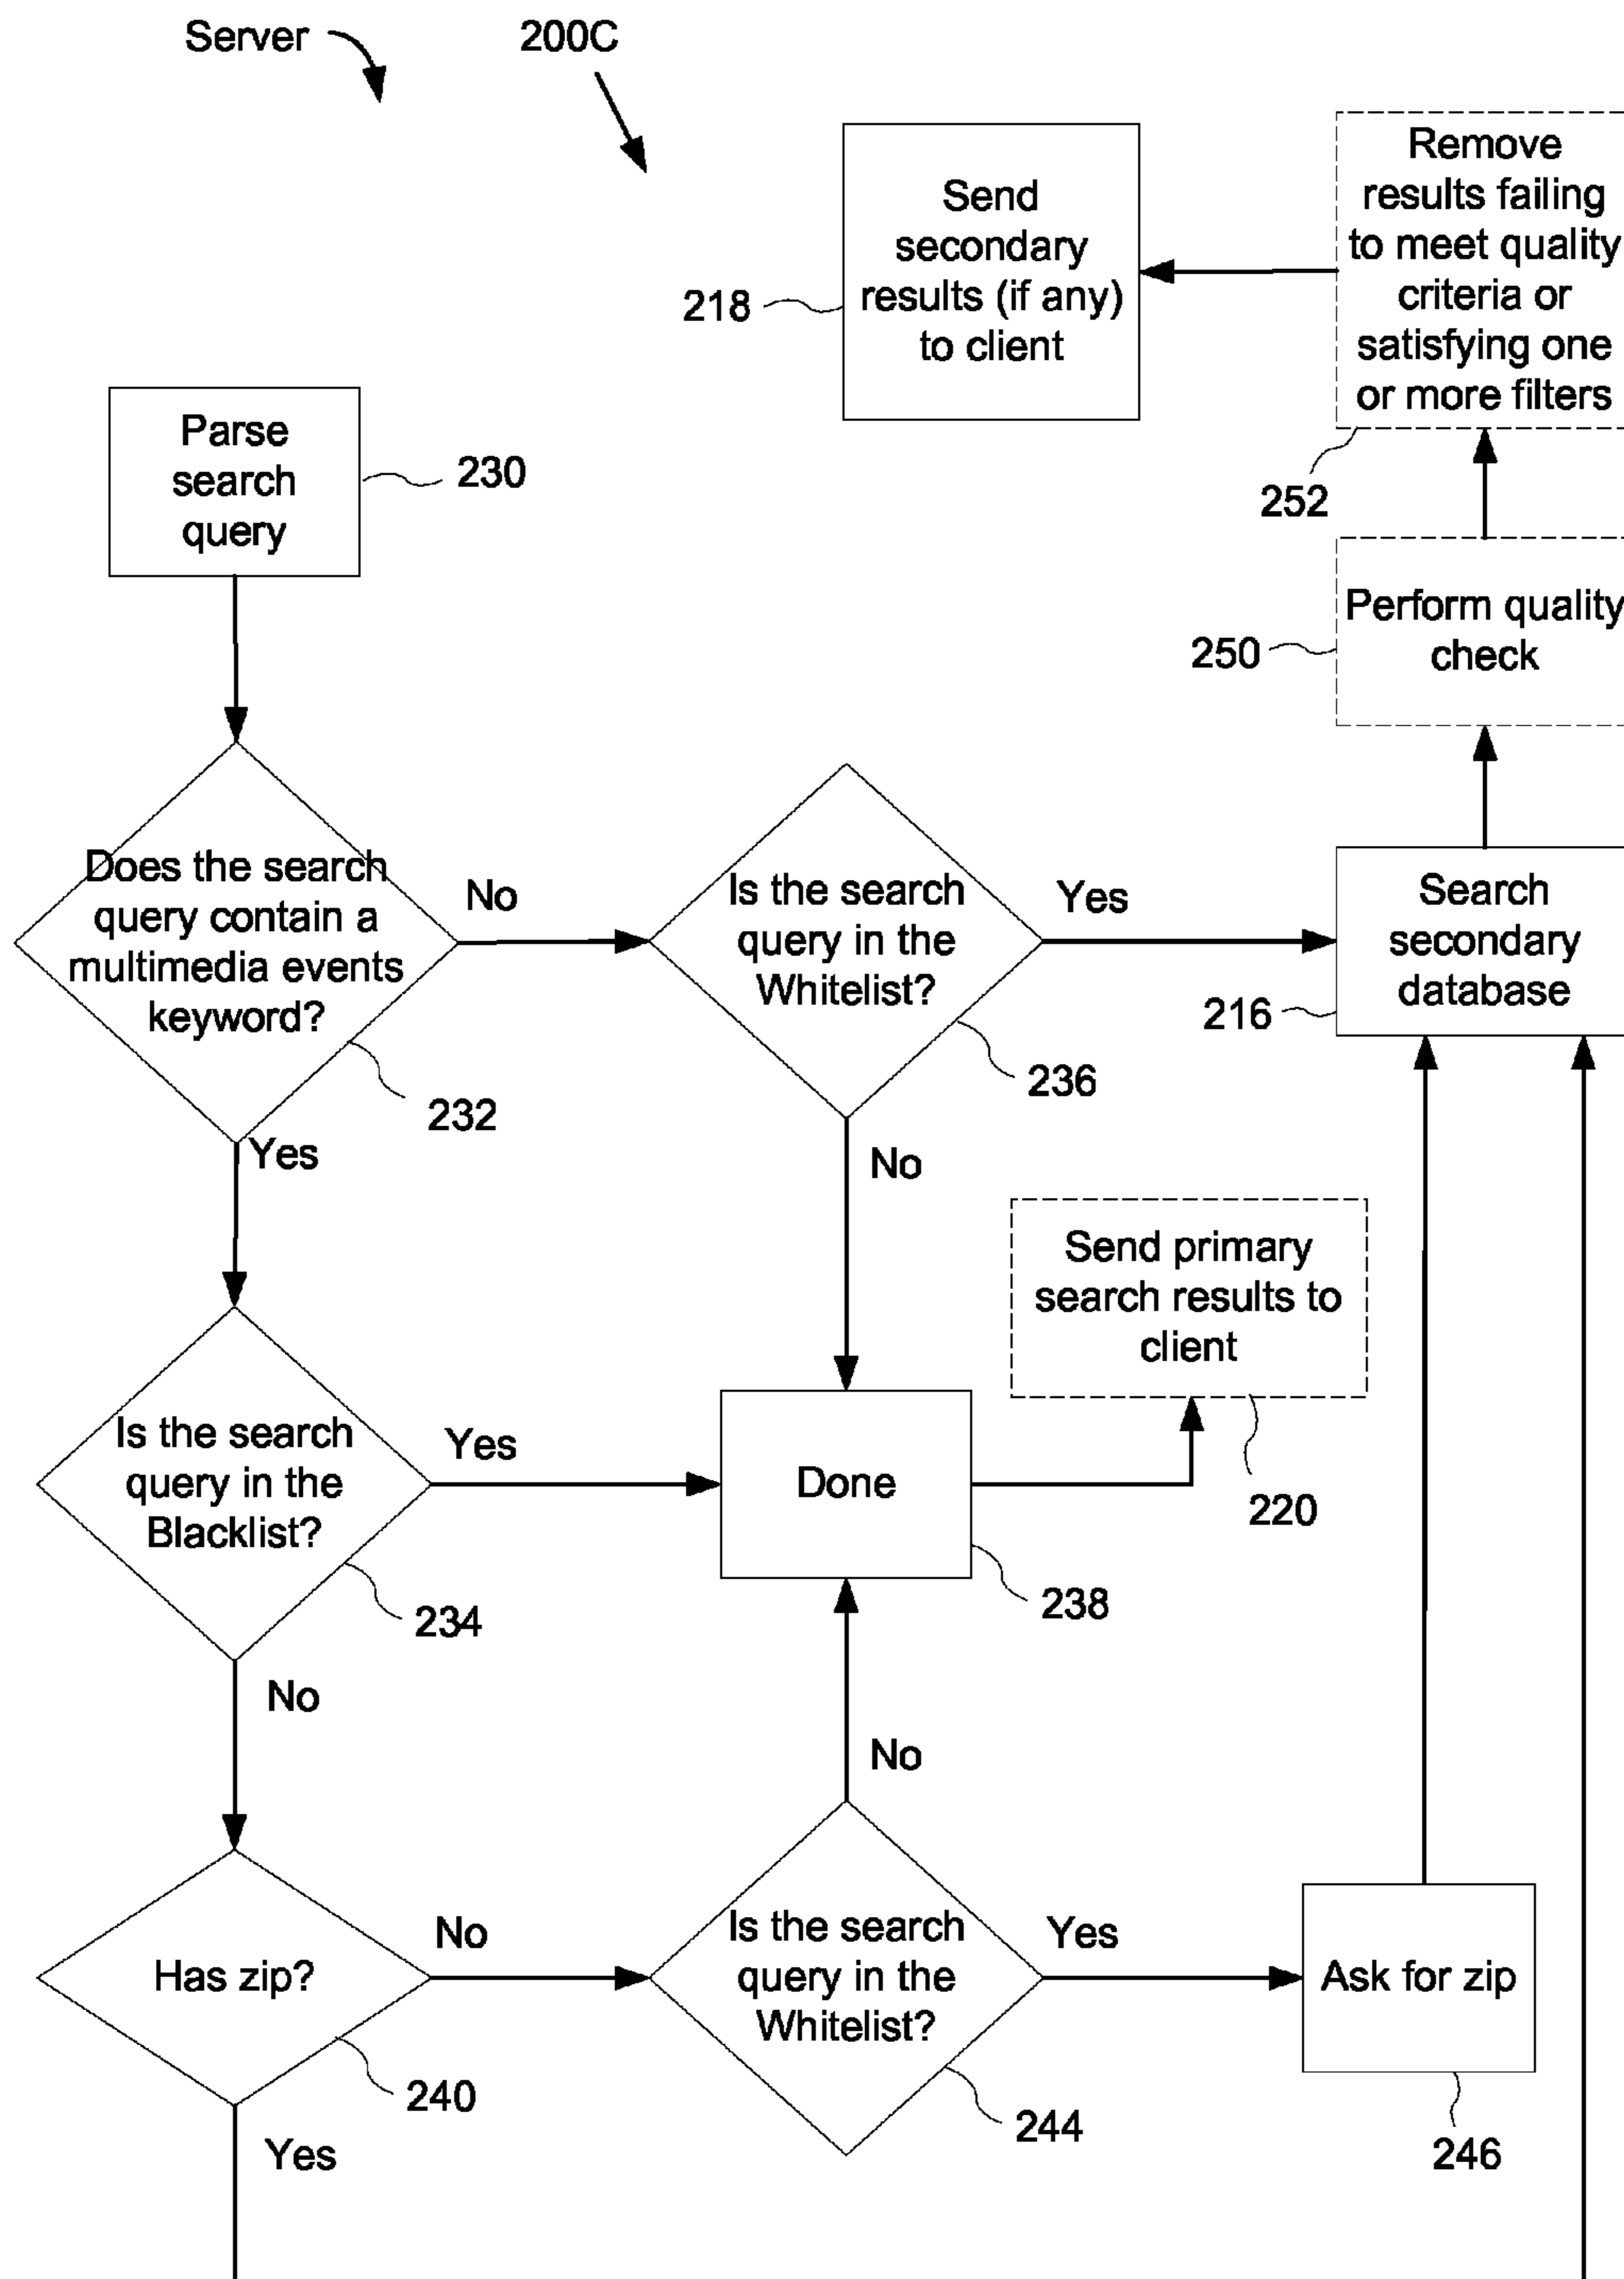 Server
200C
Send
secondary
results (if any)
to client
218
Remove
results failing
to meet quality
criteria or
satisfying one
or more filters
252
Parse
search
query
230
Perform quality
check
250
Does the search
query contain a
multimedia events
keyword?
232
No
Yes
Is the search
query in the
Whitelist?
236
Yes
No
Search
secondary
database
216
Send primary
search results to
client
220
Is the search
query in the
Blacklist?
234
Yes
No
Done
238
No
Has zip?
240
No
Yes
Is the search
query in the
Whitelist?
244
Yes
Ask for zip
246